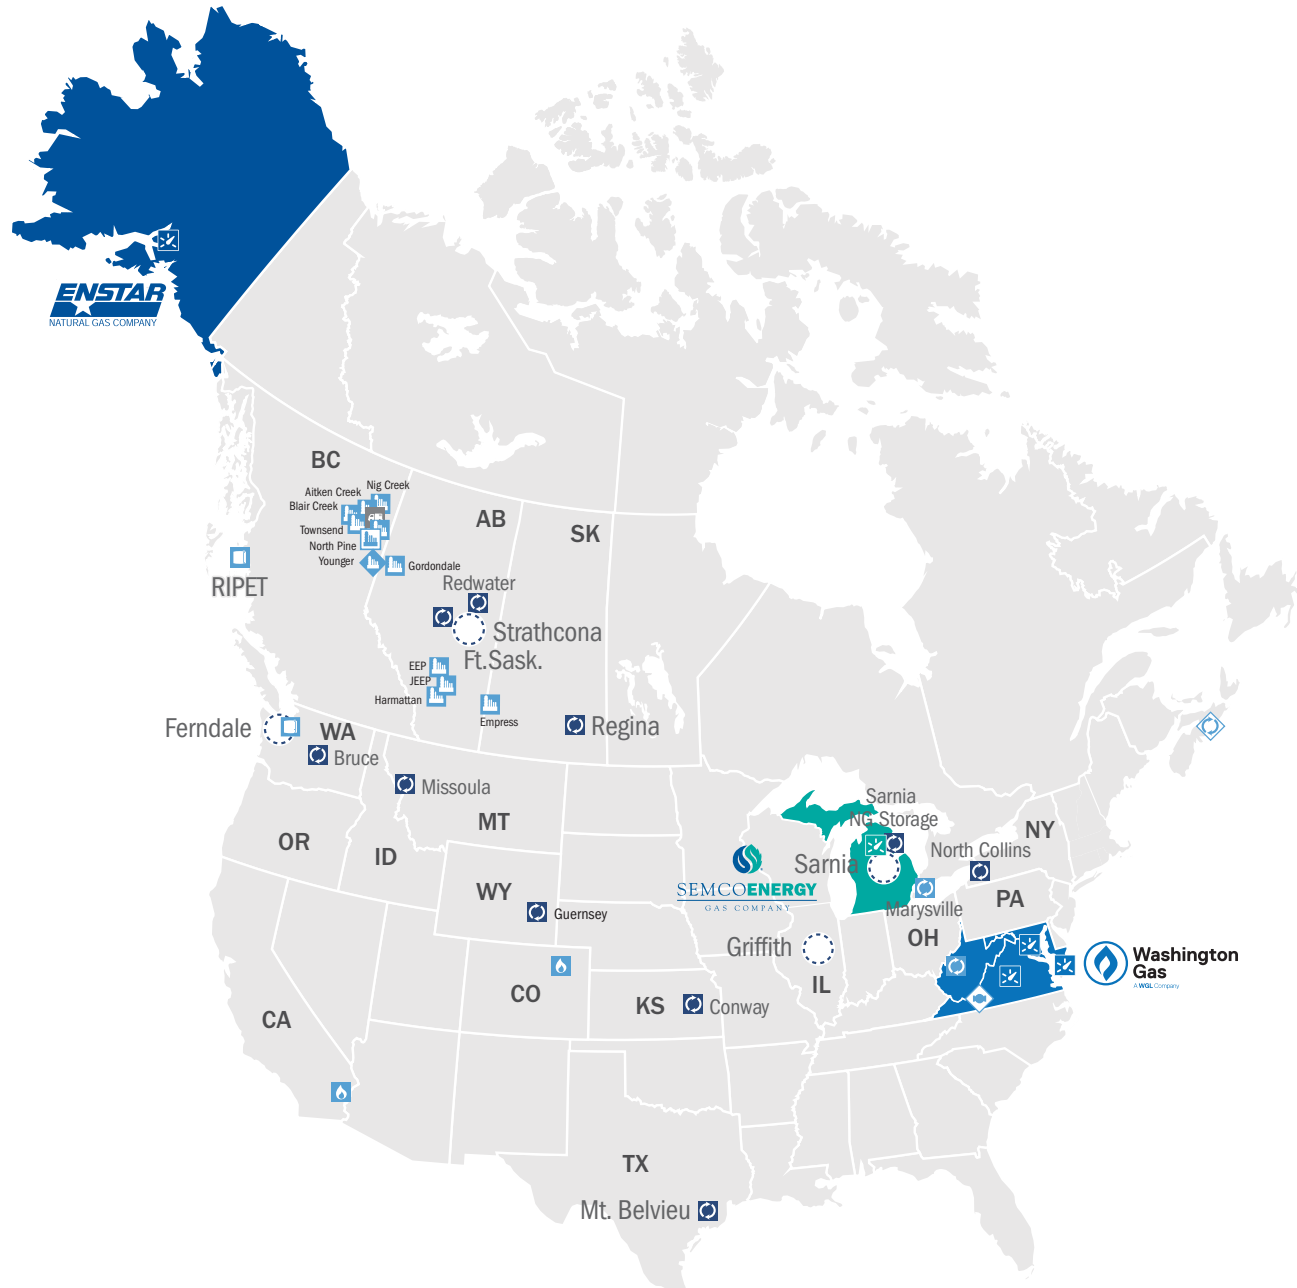 ENSTAR
NATURAL GAS COMPANY
BC
Nig Creek
Aitken Creek
Blair Creek
AB
SK
Townsend
North Pine
Younger
Gordondale
RIPET
Redwater
Strathcona
Ft.Sask.
EEP
JEEP
Harmattan
Empress
Regina
Ferndale
WA
Bruce
Missoula
MT
OR
ID
WY
Guernsey
Sarnia
NG Storage
NY
North Collins
Sarnia
SEMCOENERGY
GAS COMPANY
Marysville
PA
OH
Griffith
IL
Washington
Gas
A WGL Company
CO
KS
Conway
CA
TX
Mt. Belvieu